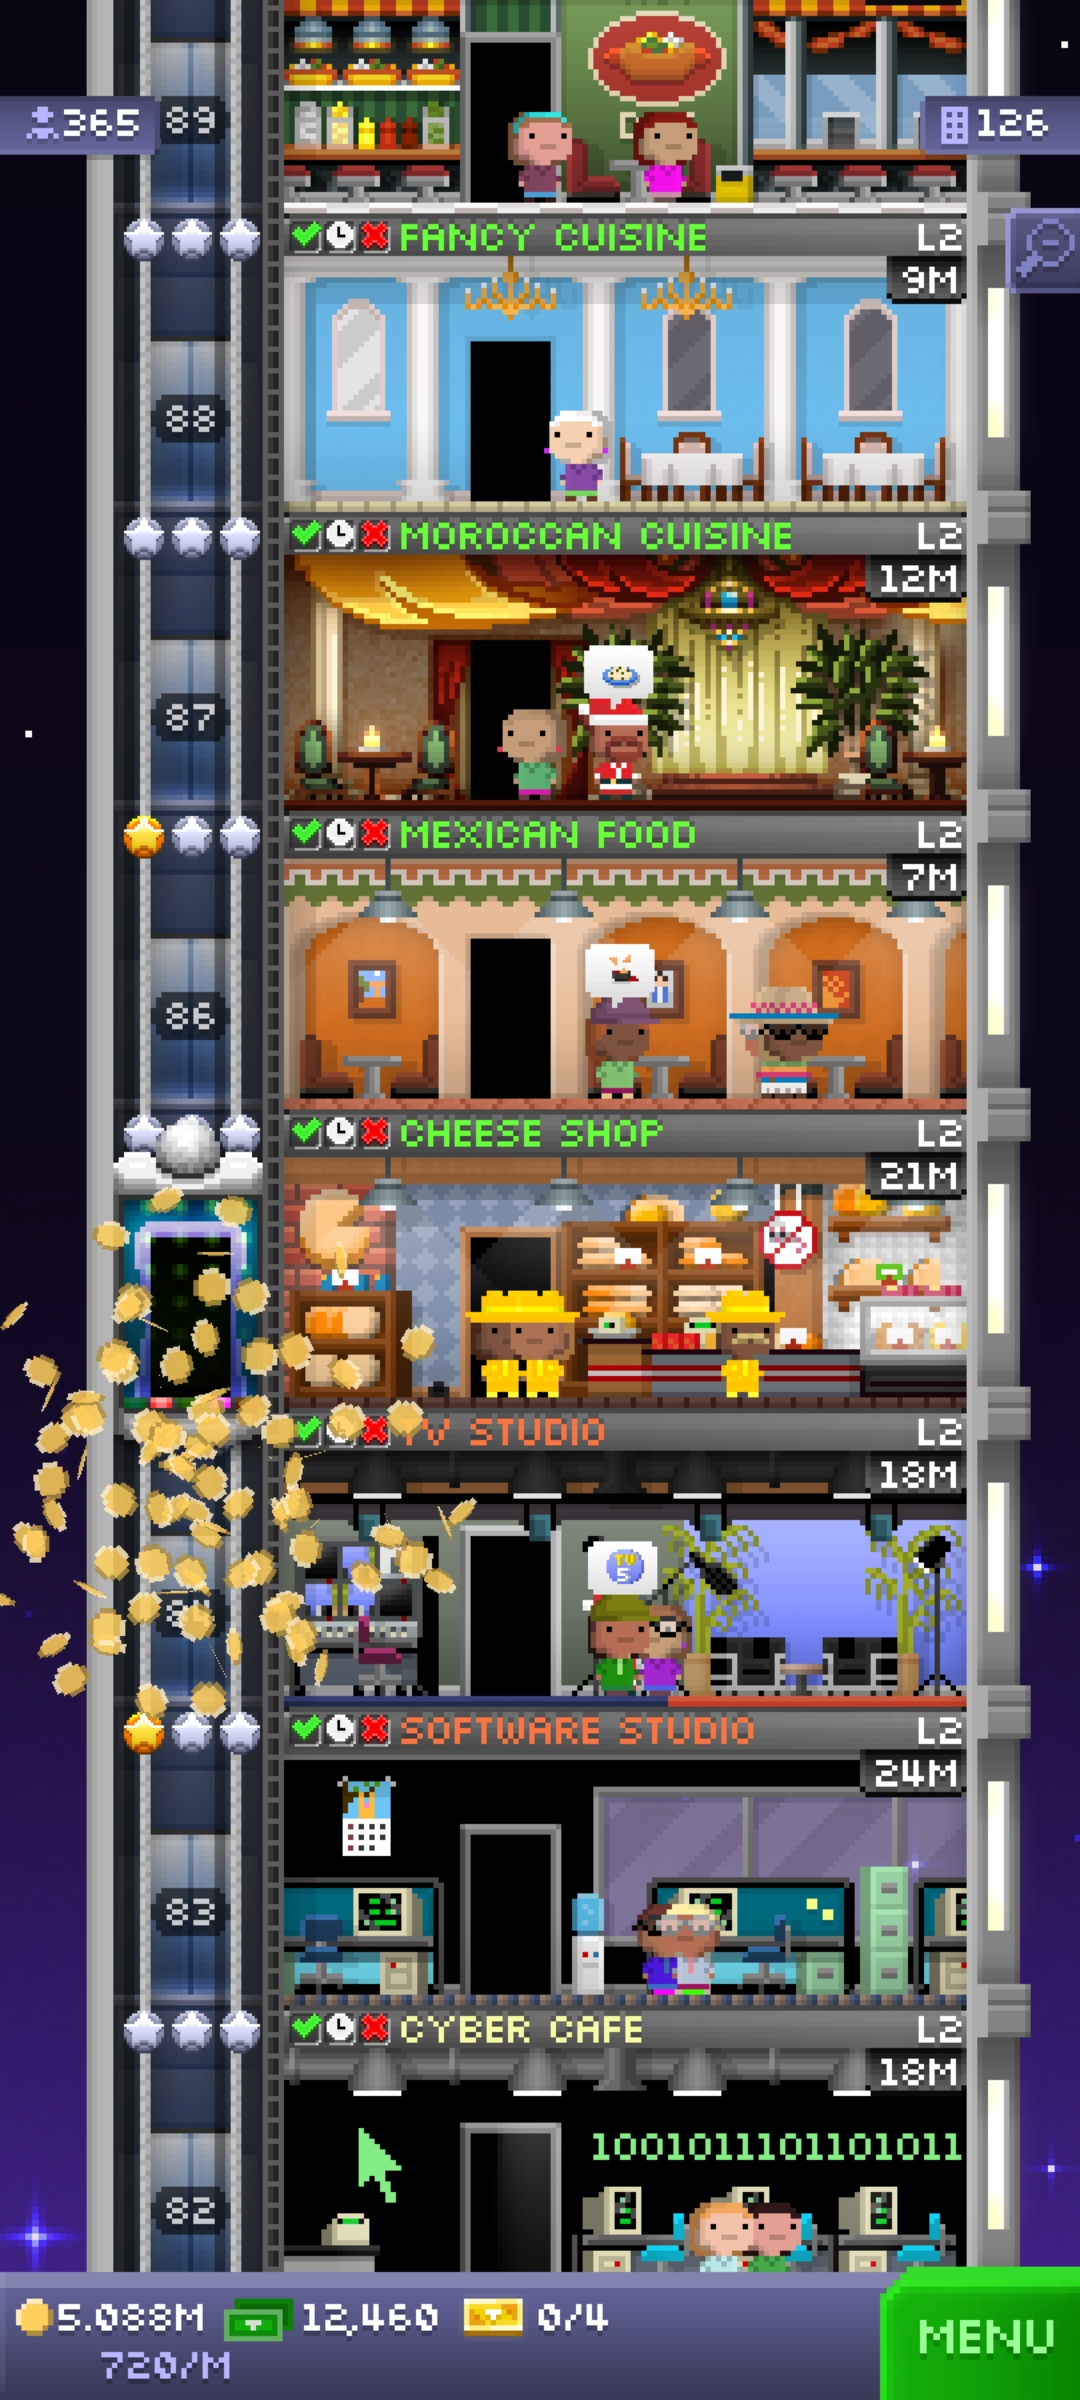 365
89
126
FANCY CUISINE L2
9M
88
MOROCCAN CUISINE L2
12M
87
MEXICAN FOOD L2
7M
86
CHEESE SHOP L2
21M
TV STUDIO L2
18M
TV
5
SOFTWARE STUDIO L2
24M
83
CYBER CAFE L2
18M
1001011101101011
82
5.088M 12,460 0/4
720/M
MENU